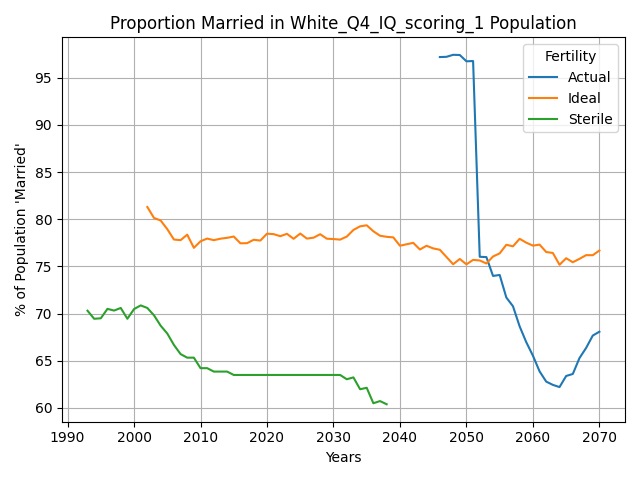 Proportion Married in White_Q4_IQ_scoring_1 Population
% of Population 'Married'
95
90
85
80
75
70
65
60
Fertility
Actual
Ideal
Sterile
1990 2000 2010 2020 2030 2040 2050 2060 2070
Years